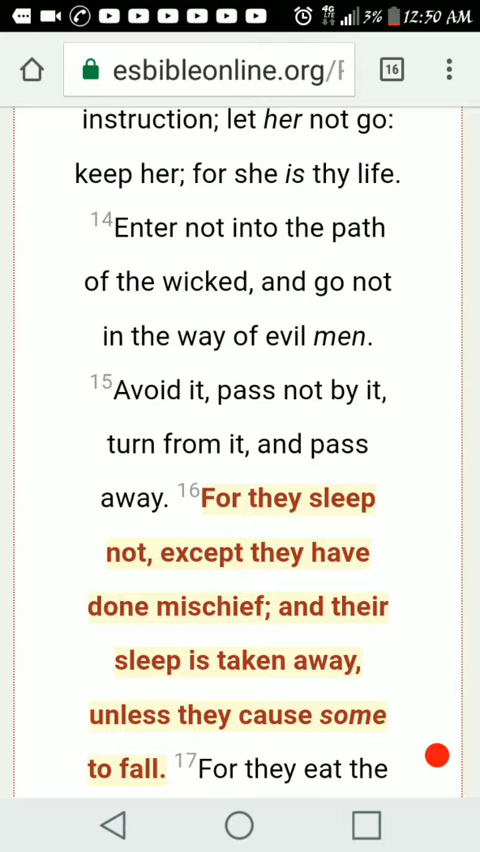 4G
LTE
3% 12:50 AM
esbibleonline.org/
16
instruction; let her not go:
keep her; for she is thy life.
14Enter not into the path
of the wicked, and go not
in the way of evil men.
15Avoid it, pass not by it,
turn from it, and pass
away. 16For they sleep
not, except they have
done mischief; and their
sleep is taken away,
unless they cause some
to fall. 17For they eat the